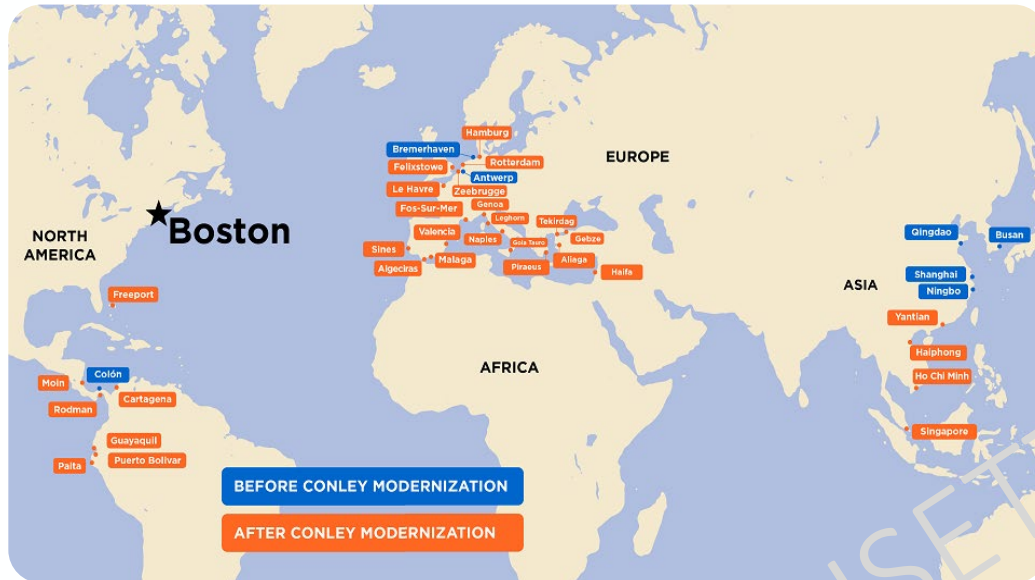 Hamburg
Bremerhaven
EUROPE
Rotterdam
Felixstowe
Antwerp
Le Havre
Zeebrugge
Genoa
Fos-Sur-Mer
Leghorn
Tekirdag
Boston
Valencia
Naples
Goia Tauro
Gebze
Qingdao
Busan
NORTH
AMERICA
Sines
Malaga
Aliaga
Algeciras
Piraeus
Haifa
Shanghai
ASIA
Ningbo
Freeport
Yantian
Haiphong
AFRICA
Colón
Ho Chi Minh
Moin
Cartagena
Rodman
Singapore
Guayaquil
Puerto Bolivar
Paita
BEFORE CONLEY MODERNIZATION
AFTER CONLEY MODERNIZATION